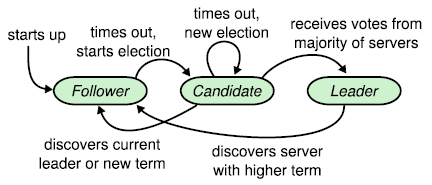 starts up
times out,
starts election
times out,
new election
receives votes from
majority of servers
Follower
Candidate
Leader
discovers current
leader or new term
discovers server
with higher term